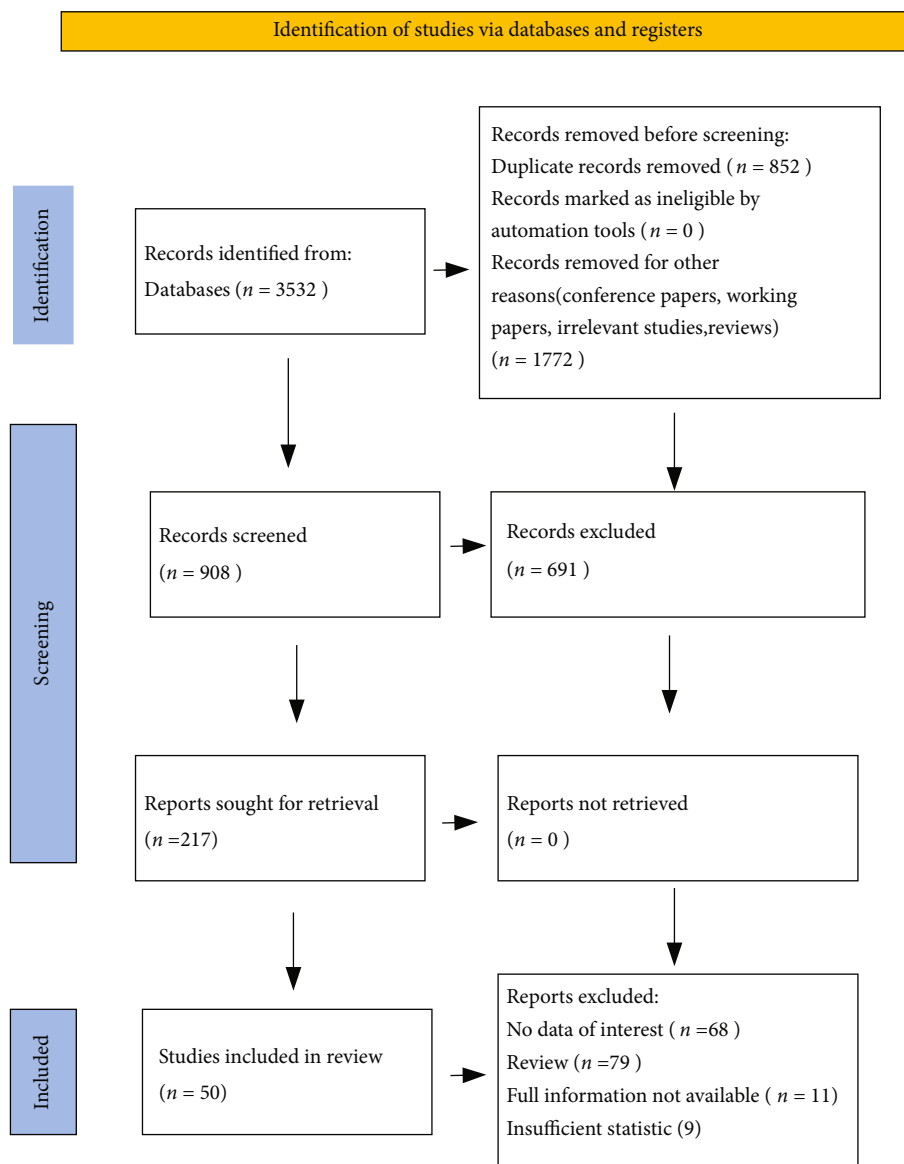 Identification of studies via databases and registers
Identification
Records identified from:
Databases (n = 3532 )
Records removed before screening:
Duplicate records removed ( n = 852 )
Records marked as ineligible by
automation tools ( n = 0 )
Records removed for other
reasons(conference papers, working
papers, irrelevant studies,reviews)
(n = 1772 )
Screening
Records screened
(n = 908 )
Records excluded
(n = 691 )
Reports sought for retrieval
(n =217)
Reports not retrieved
(n = 0 )
Included
Studies included in review
(n = 50)
Reports excluded:
No data of interest ( n =68 )
Review (n =79 )
Full information not available ( n = 11)
Insufficient statistic (9)